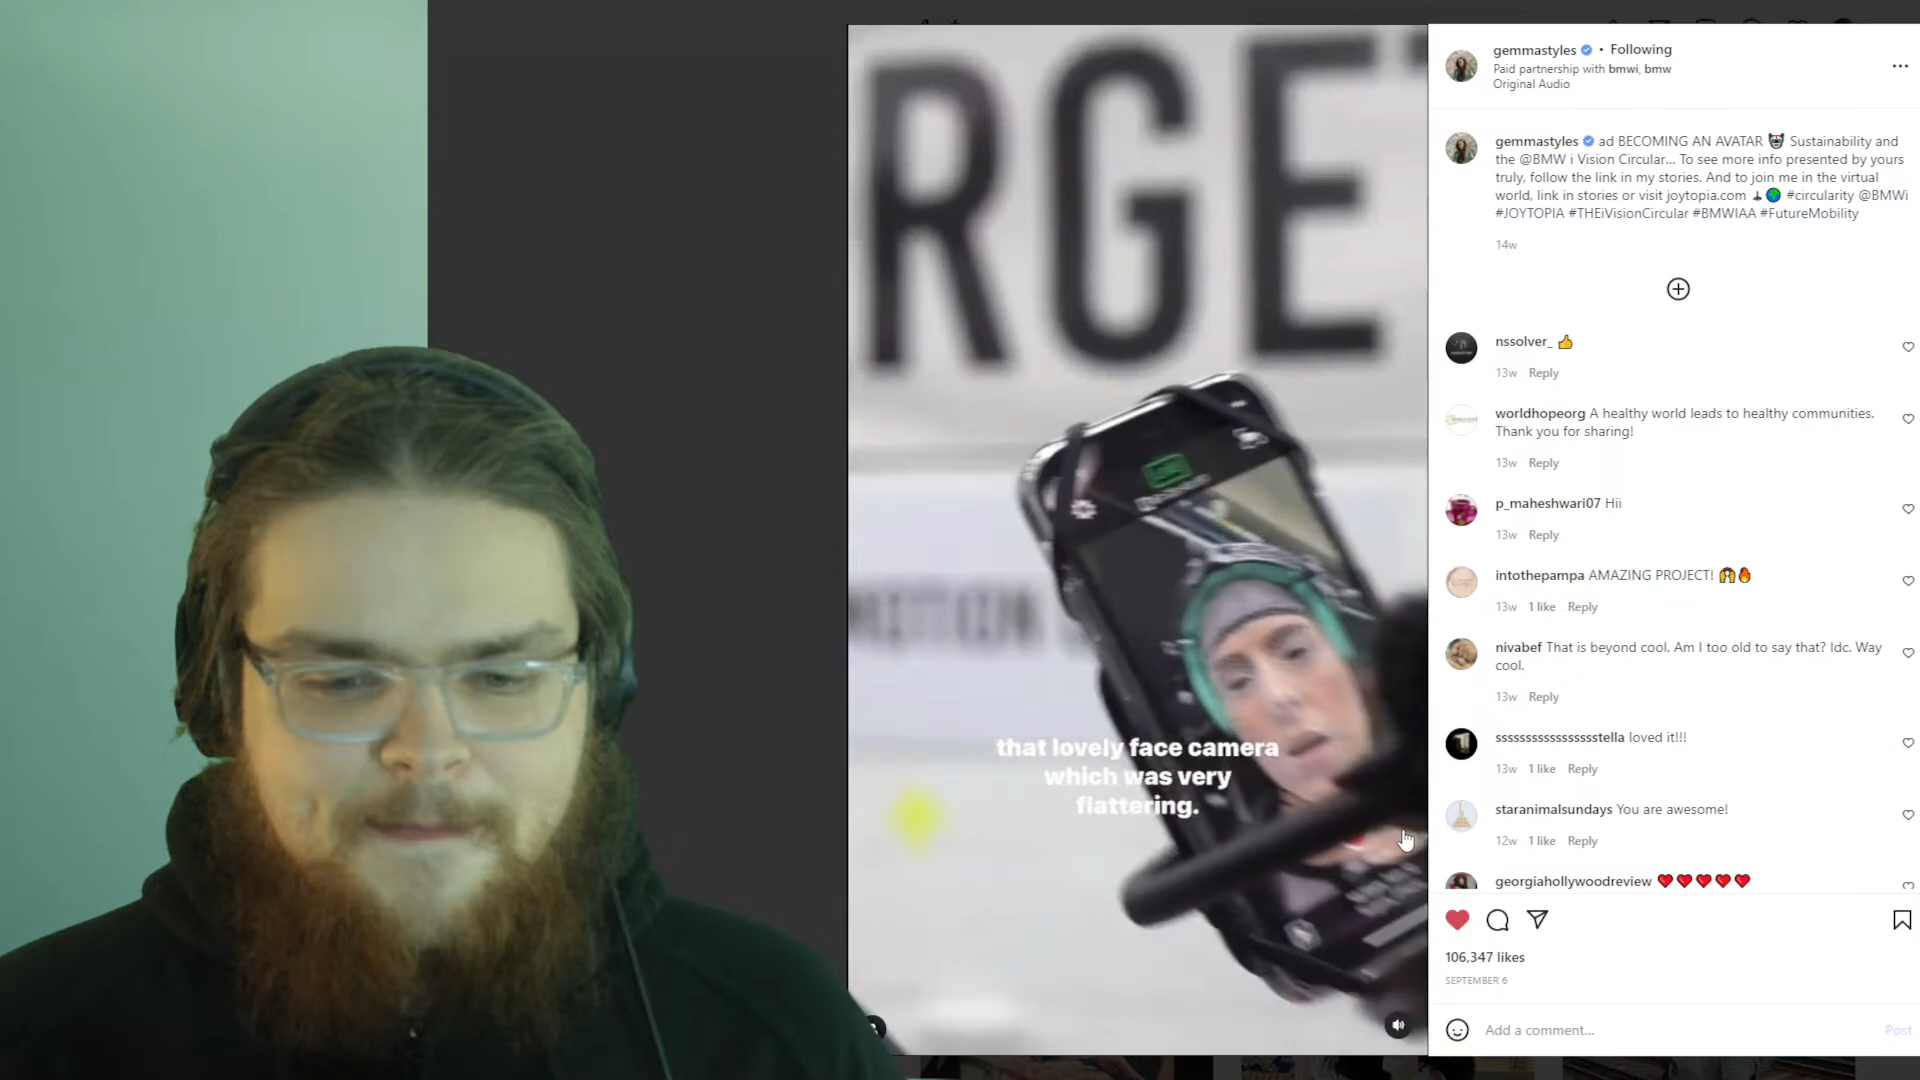 RGE
MOTION
that lovely face camera
which was very
flattering.
gemmastyles • Following
Paid partnership with bmwi, bmw
Original Audio
gemmastyles ad BECOMING AN AVATAR Sustainability and
the @BMW i Vision Circular... To see more info presented by yours
truly, follow the link in my stories. And to join me in the virtual
world, link in stories or visit joytopia.com #circularity @BMWi
#JOYTOPIA #THEiVisionCircular #BMWIAA #FutureMobility
14w
nssolver_ 👍
13w Reply
worldhopeorg A healthy world leads to healthy communities.
Thank you for sharing!
13w Reply
p_maheshwari07 Hii
13w Reply
intothepampa AMAZING PROJECT! 🙌🔥
13w 1 like Reply
nivabef That is beyond cool. Am I too old to say that? Idc. Way
cool.
13w Reply
sssssssssssssssssstella loved it!!!
13w 1 like Reply
staranimalsundays You are awesome!
12w 1 like Reply
georgiahollywoodreview ❤️❤️❤️❤️❤️
106,347 likes
SEPTEMBER 6
Add a comment...
Post